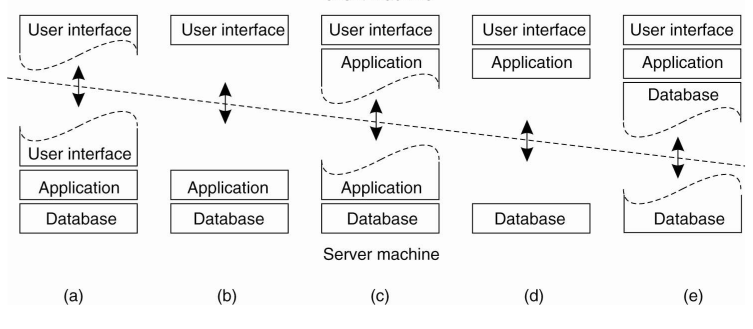 User interface User interface User interface User interface User interface
Application Application Application
Database
User interface
Application Application Application
Database Database Database Database Database
Server machine
(a) (b) (c) (d) (e)